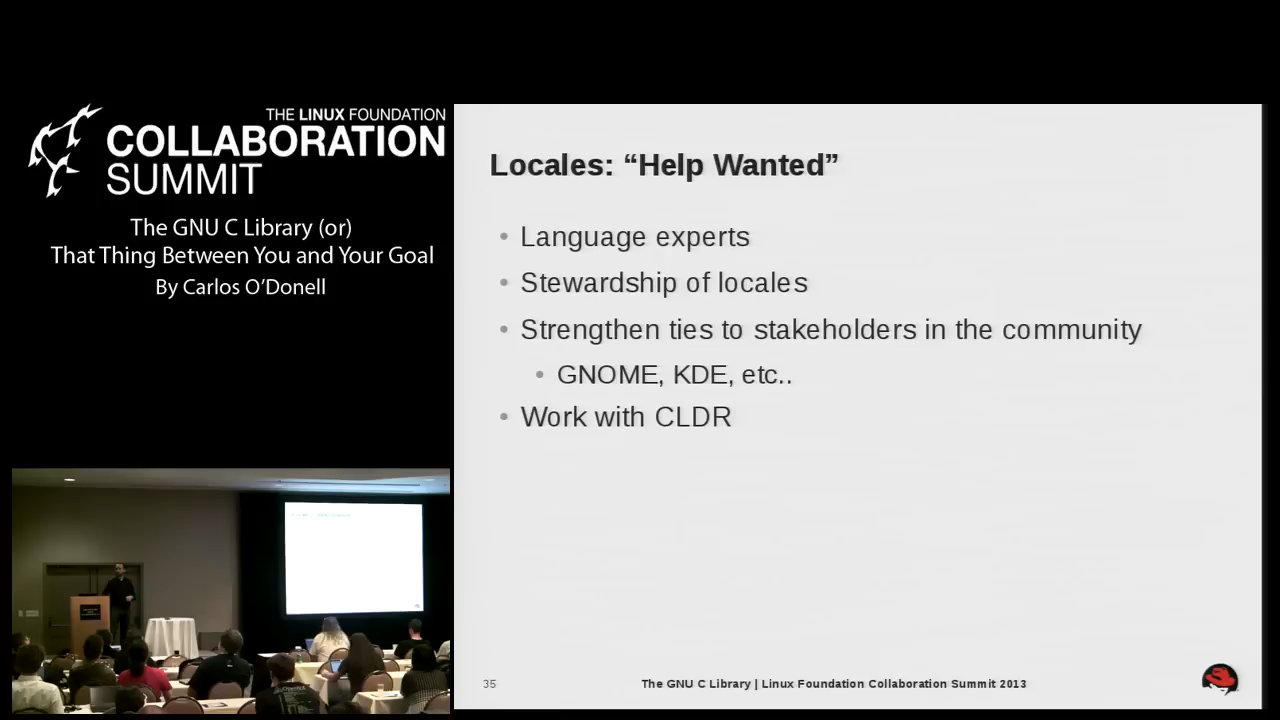 THE LINUX FOUNDATION
COLLABORATION
SUMMIT
The GNU C Library (or)
That Thing Between You and Your Goal
By Carlos O’Donell
Locales: “Help Wanted”
• Language experts
• Stewardship of locales
• Strengthen ties to stakeholders in the community
• GNOME, KDE, etc..
• Work with CLDR
35
The GNU C Library | Linux Foundation Collaboration Summit 2013